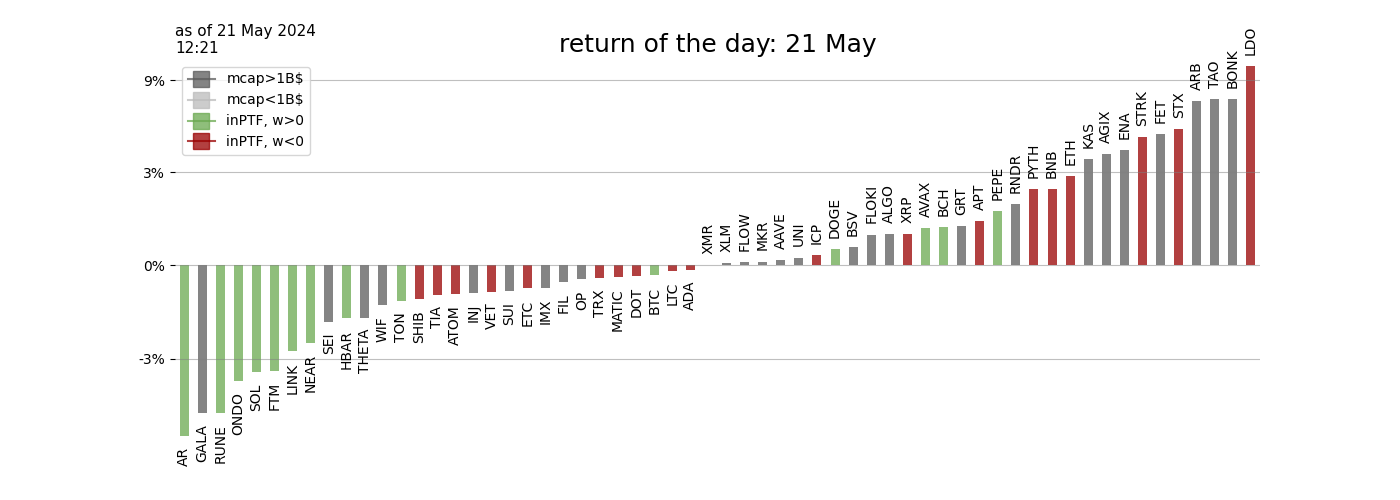 as of 21 May 2024
12:21
return of the day: 21 May
mcap>1B$
mcap<1B$
inPTF, w>0
inPTF, w<0
9%
3%
0%
-3%
AR
GALA
RUNE
ONDO
SOL
FTM
LINK
NEAR
SEI
HBAR
THETA
WIF
TON
SHIB
TIA
ATOM
INJ
VET
SUI
ETC
IMX
FIL
OP
TRX
MATIC
DOT
BTC
LTC
ADA
XMR
XLM
FLOW
MKR
AAVE
UNI
ICP
DOGE
BSV
FLOKI
ALGO
XRP
AVAX
BCH
GRT
APT
PEPE
RNDR
PYTH
BNB
ETH
KAS
AGIX
ENA
STRK
FET
STX
ARB
TAO
BONK
LDO